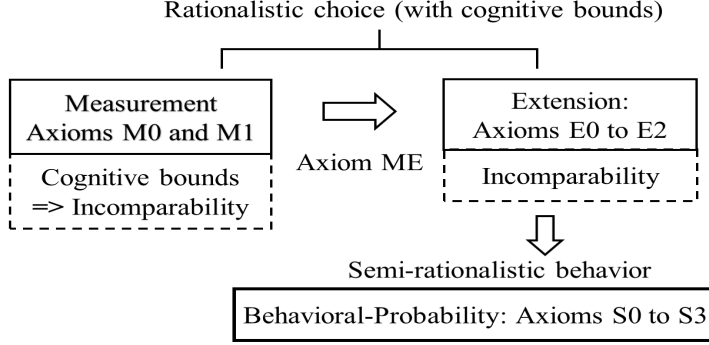 Rationalistic choice (with cognitive bounds)
Measurement
Axioms M0 and M1
Cognitive bounds
=> Incomparability
Axiom ME
Extension:
Axioms E0 to E2
Incomparability
Semi-rationalistic behavior
Behavioral-Probability: Axioms S0 to S3